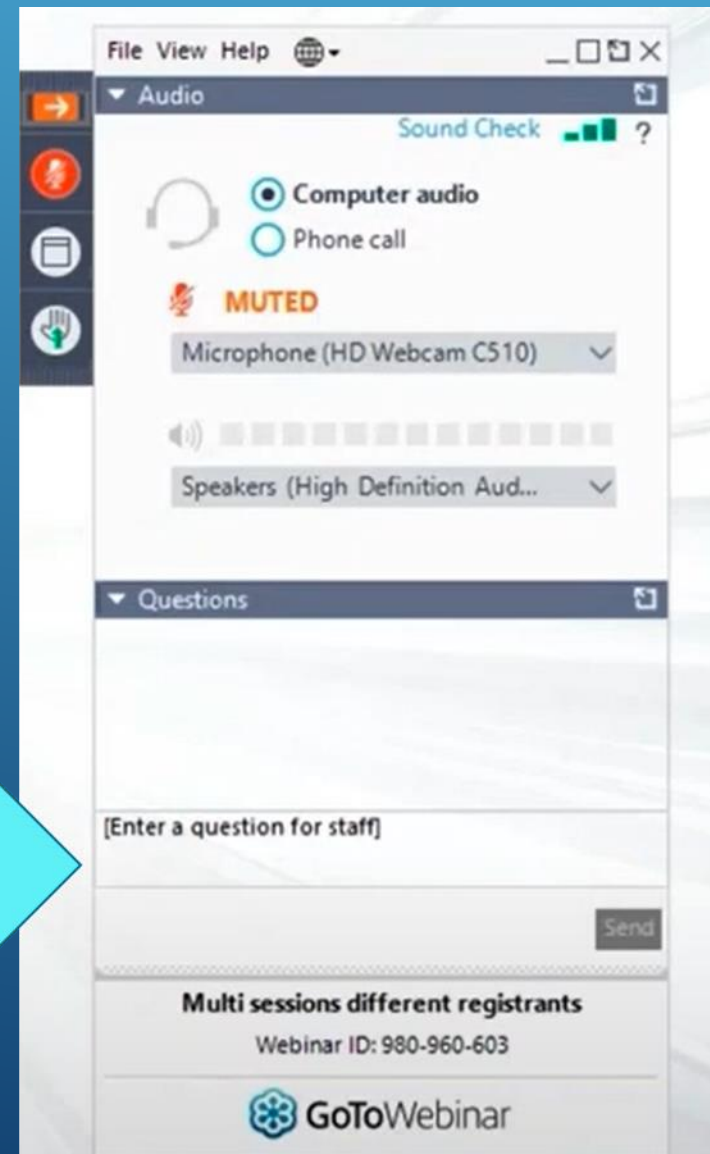 File View Help
Audio
Sound Check ?
Computer audio
Phone call
MUTED
Microphone (HD Webcam C510)
Speakers (High Definition Aud...
Questions
[Enter a question for staff]
Send
Multi sessions different registrants
Webinar ID: 980-960-603
GoToWebinar